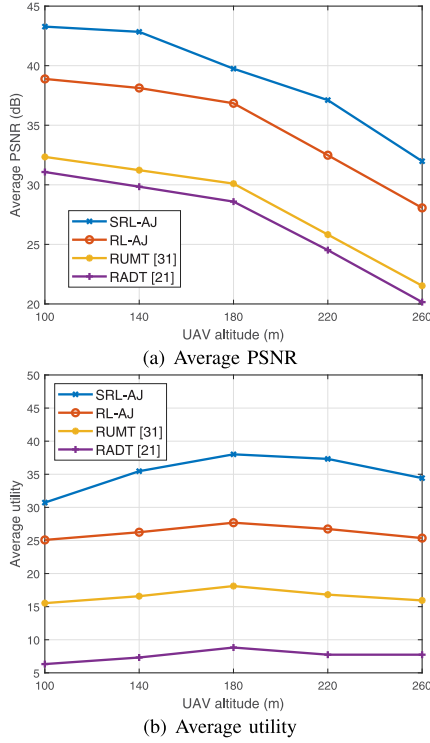 45
40
35
30
25
20
Average PSNR (dB)
SRL-AJ
RL-AJ
RUMT [31]
RADT [21]
100 140 180 220 260
UAV altitude (m)
(a) Average PSNR
50
45
40
35
30
25
20
15
10
5
Average utility
SRL-AJ
RL-AJ
RUMT [31]
RADT [21]
100 140 180 220 260
UAV altitude (m)
(b) Average utility